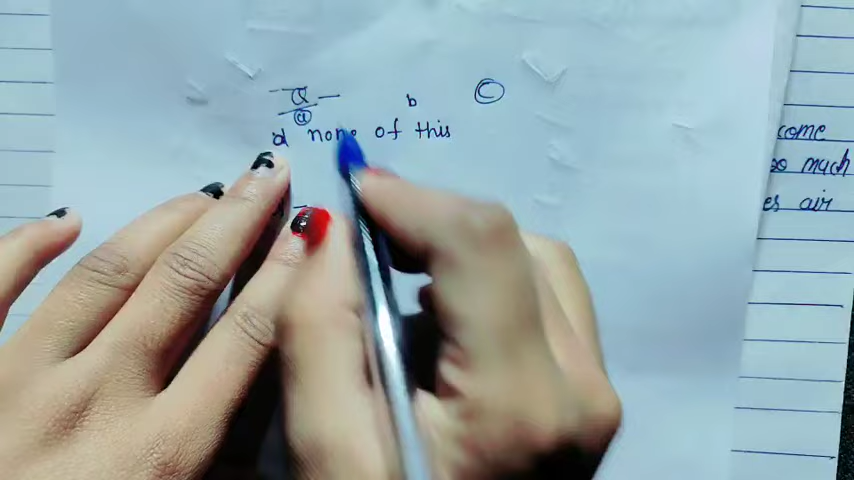 Q
a b c
d none of this
come
so much
es air